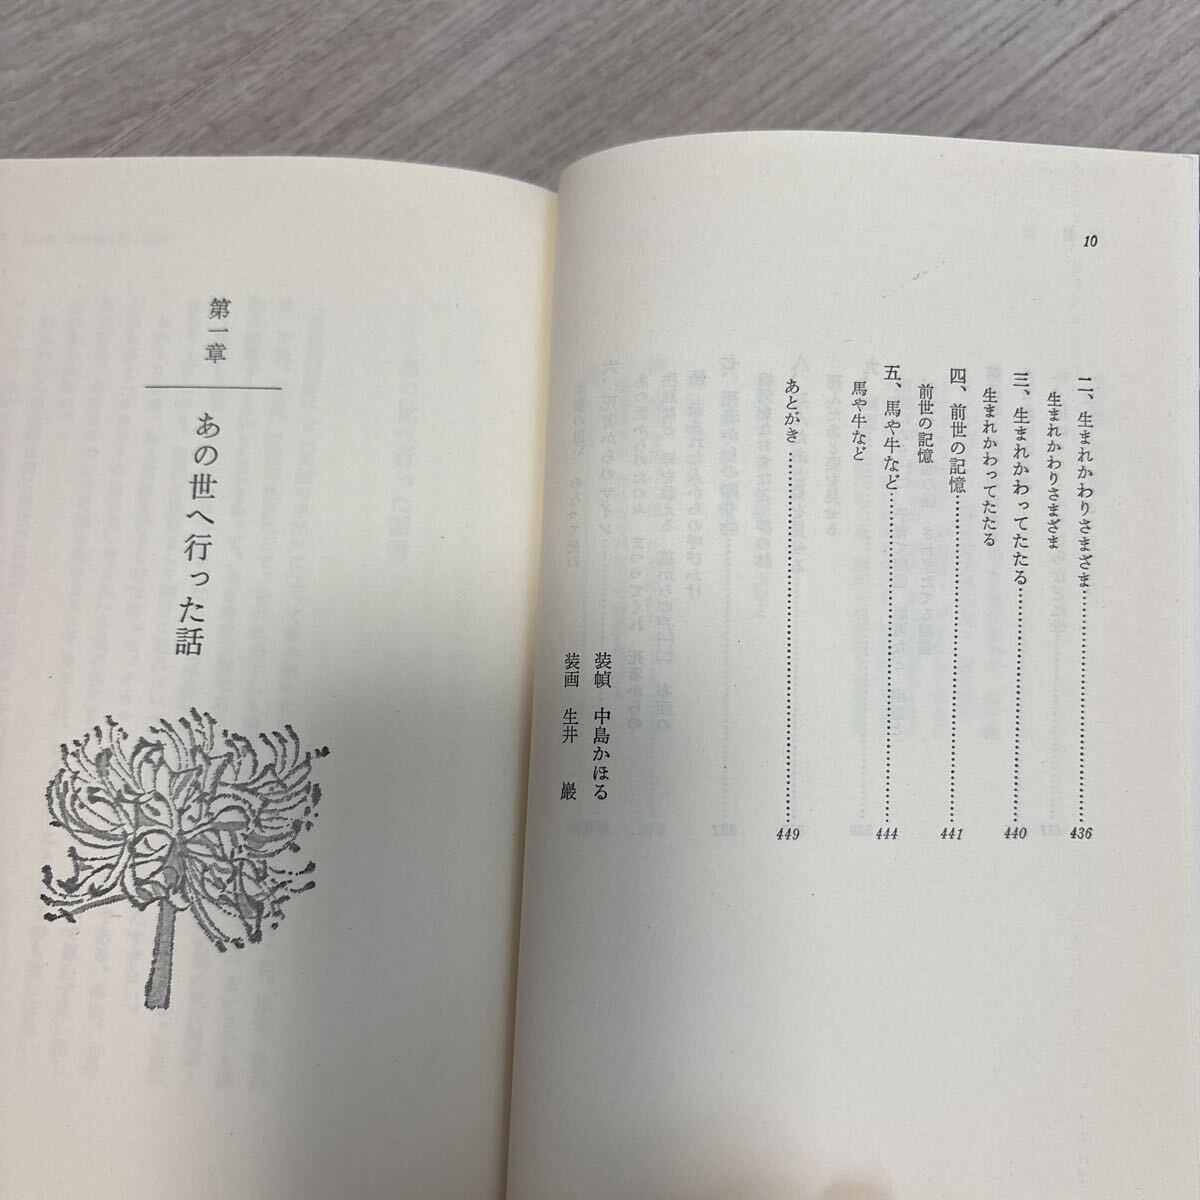 10
二、生まれかわりさまざま……436
生まれかわりさまざま
三、生まれかわってたたる……440
生まれかわってたたる
四、前世の記憶……441
前世の記憶
五、馬や牛など……444
馬や牛など
あとがき……449
装幀 中島かほる
装画 生井 巖
第一章
あの世へ行った話